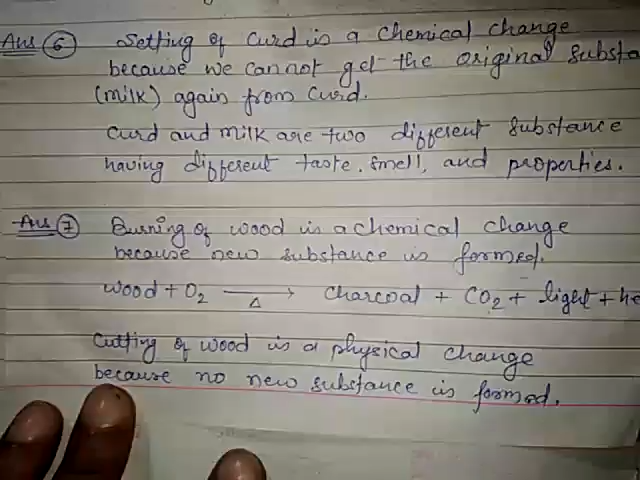 Ans 6 Setting of curd is a chemical change
because we cannot get the original substa
(milk) again from curd.
Curd and milk are two different substance
having different taste, smell, and properties.
Ans 7 Burning of wood is a chemical change
because new substance is formed.
wood + O2 →Δ charcoal + CO2 + light + he
Cutting of wood is a physical change
because no new substance is formed.